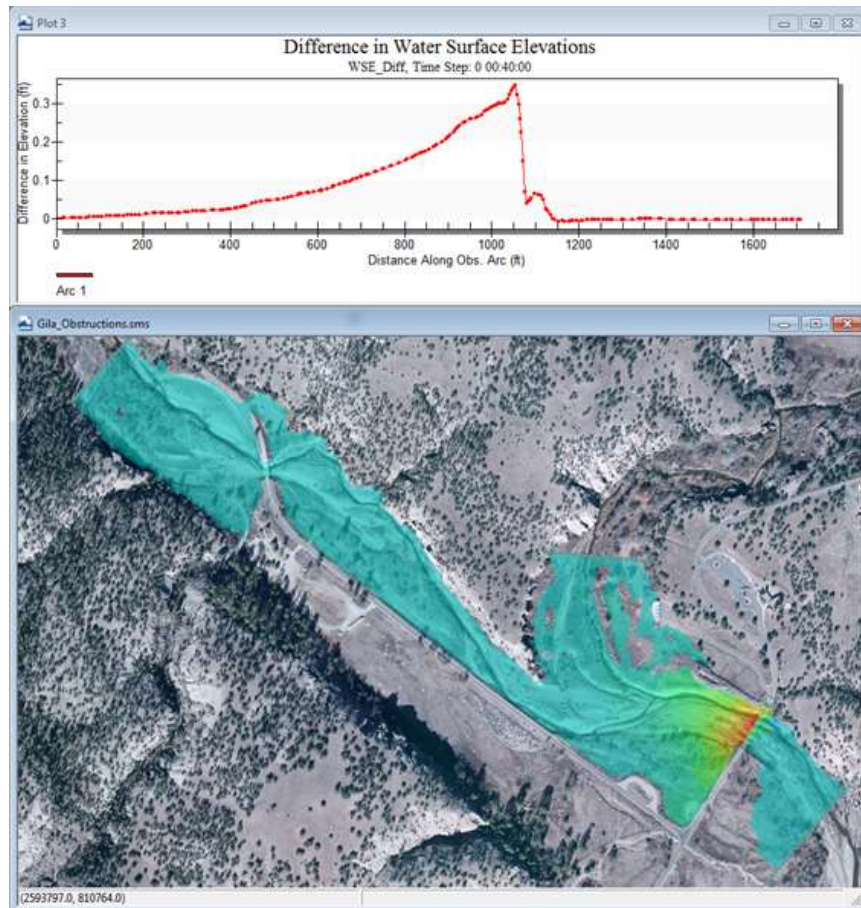 Plot 3
Difference in Water Surface Elevations
WSE_Diff, Time Step: 0 00:40:00
Difference in Elevation (ft)
0.3
0.2
0.1
0
0 200 400 600 800 1000 1200 1400 1600
Distance Along Obs. Arc (ft)
Arc 1
Gila_Obstructions.sms
(2593797.0, 810764.0)